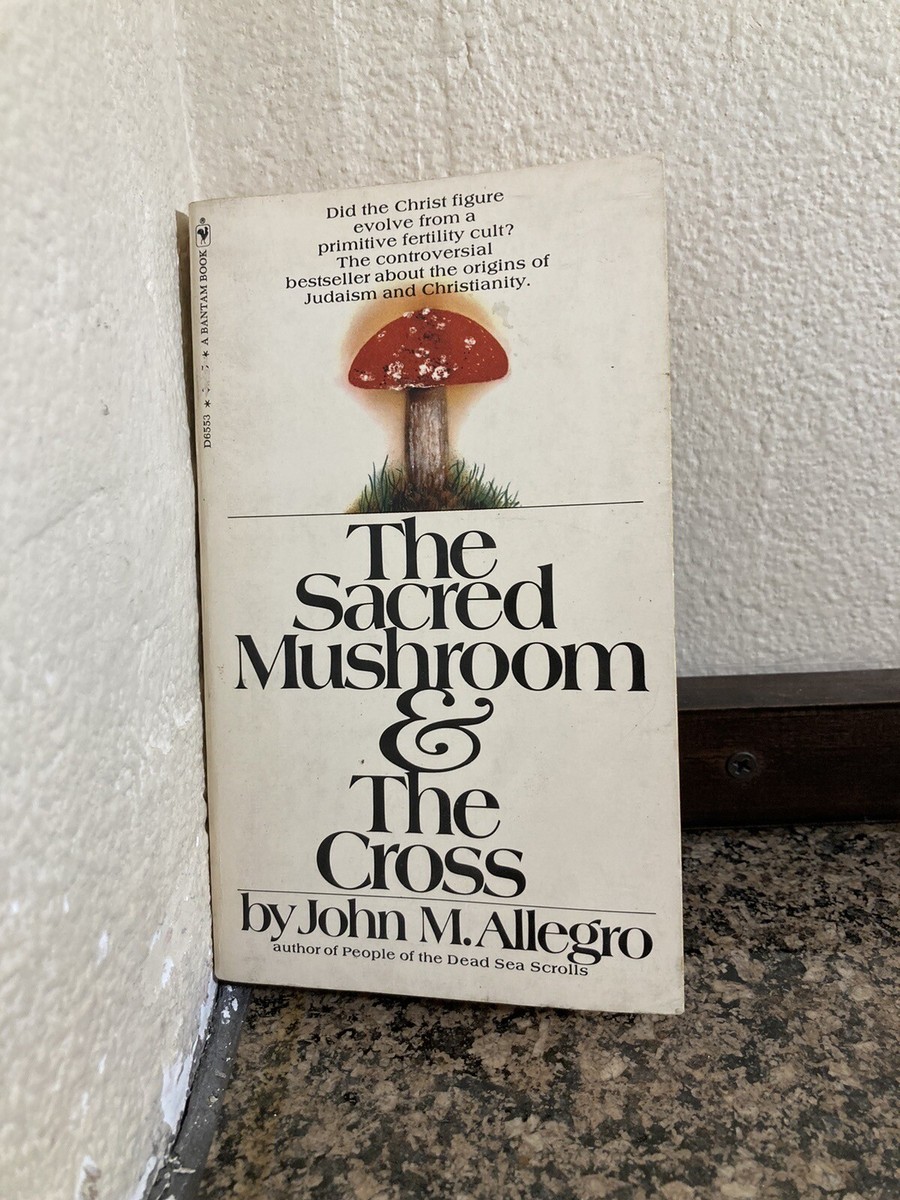 Did the Christ figure
evolve from a
primitive fertility cult?
The controversial
bestseller about the origins of
Judaism and Christianity.
The
Sacred
Mushroom
&
The
Cross
by John M. Allegro
author of People of the Dead Sea Scrolls
D6553 * * A BANTAM BOOK